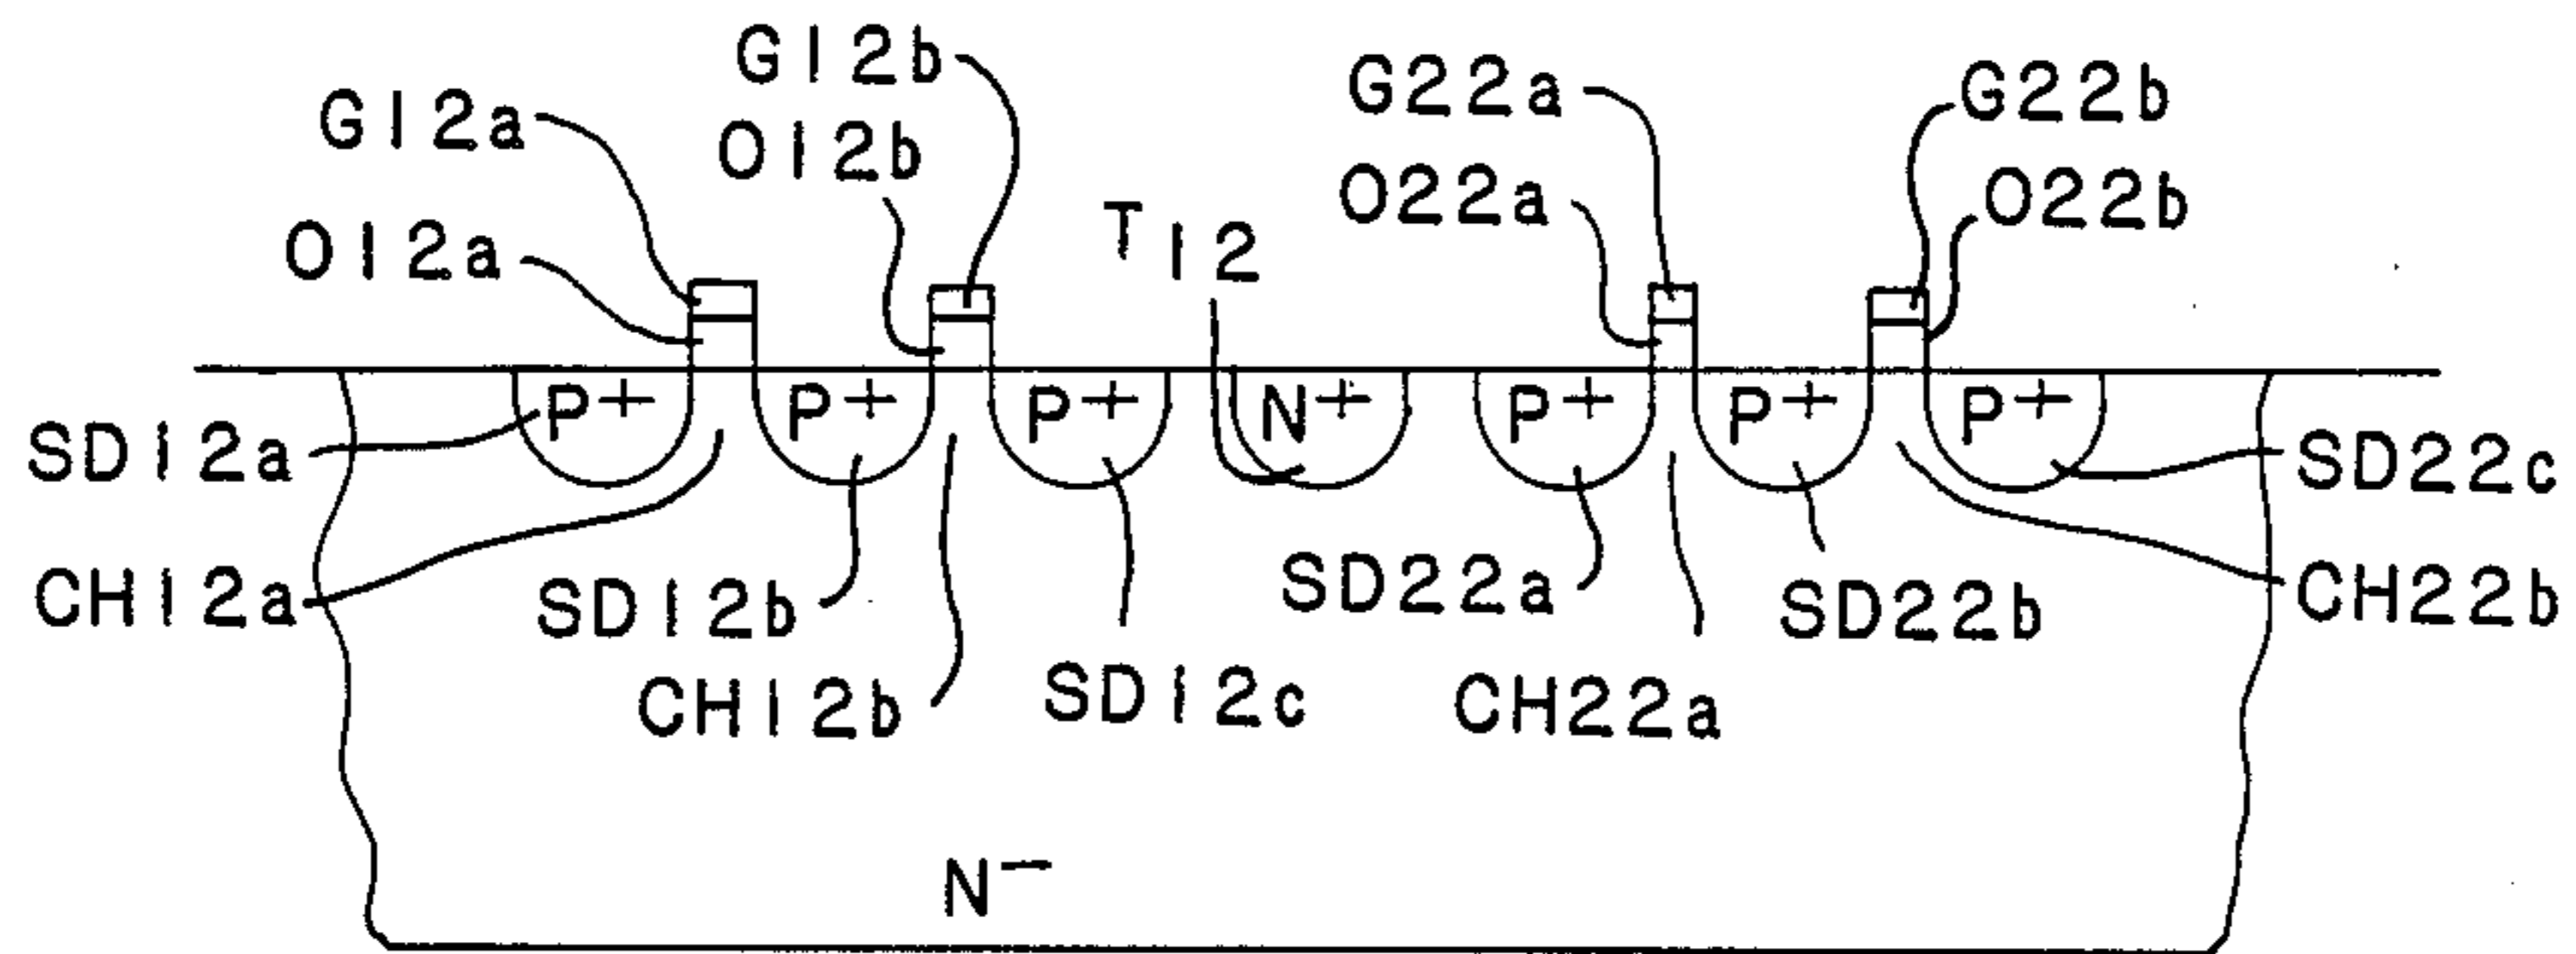 G12b
G22a
G22b
G12a
O12b
O22a
O22b
T12
O12a
P+ P+ P+ N+ P+ P+ P+
SD12a
SD22c
CH12a
SD12b
SD22a
SD22b
CH22b
CH12b
SD12c
CH22a
N−